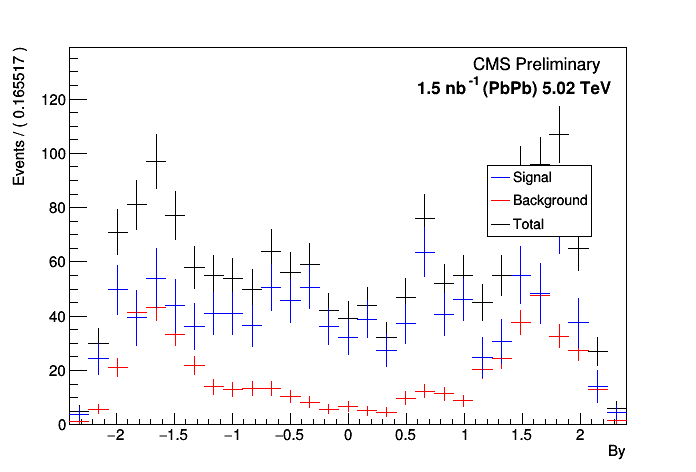 CMS Preliminary
1.5 nb⁻¹ (PbPb) 5.02 TeV
Events / ( 0.165517 )
120
100
80
60
40
20
0
Signal
Background
Total
−2 −1.5 −1 −0.5 0 0.5 1 1.5 2
By